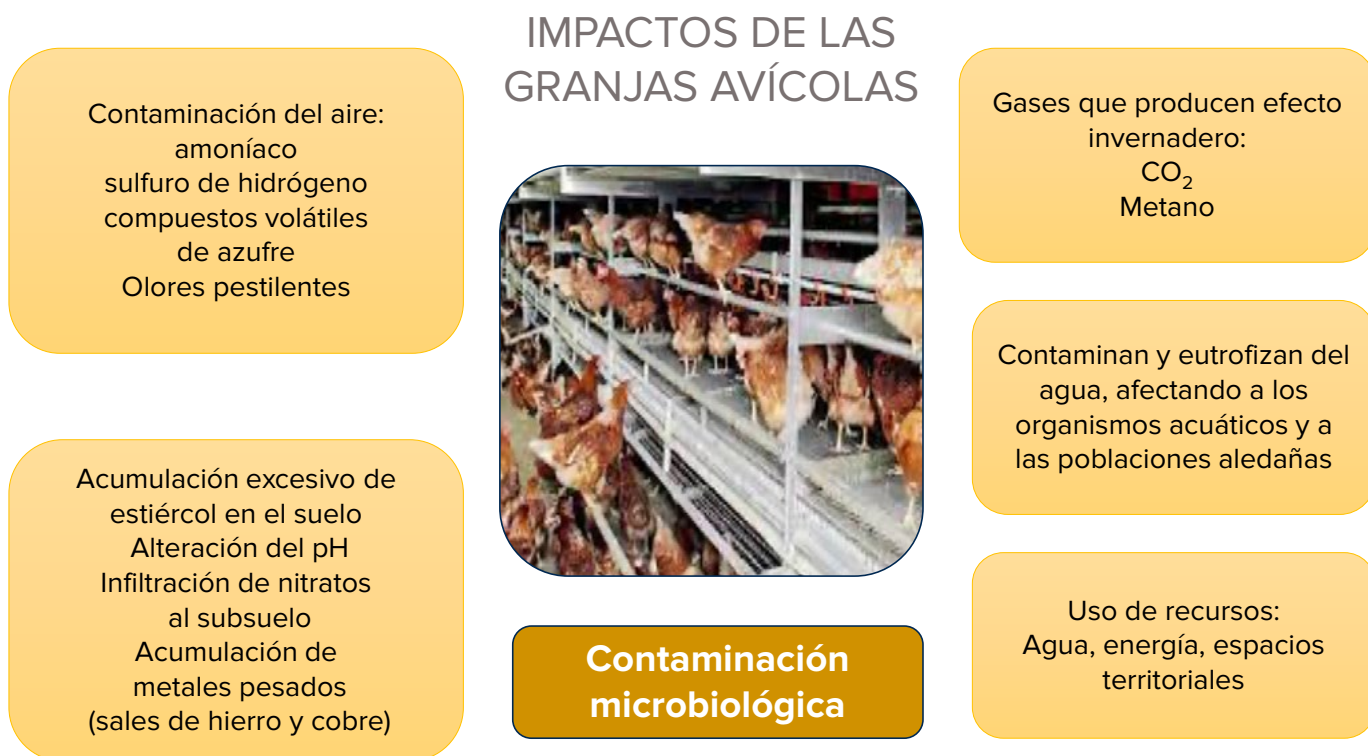 IMPACTOS DE LAS
GRANJAS AVÍCOLAS
Contaminación del aire:
amoníaco
sulfuro de hidrógeno
compuestos volátiles
de azufre
Olores pestilentes
Acumulación excesivo de
estiércol en el suelo
Alteración del pH
Infiltración de nitratos
al subsuelo
Acumulación de
metales pesados
(sales de hierro y cobre)
Contaminación
microbiológica
Gases que producen efecto
invernadero:
CO₂
Metano
Contaminan y eutrofizan del
agua, afectando a los
organismos acuáticos y a
las poblaciones aledañas
Uso de recursos:
Agua, energía, espacios
territoriales